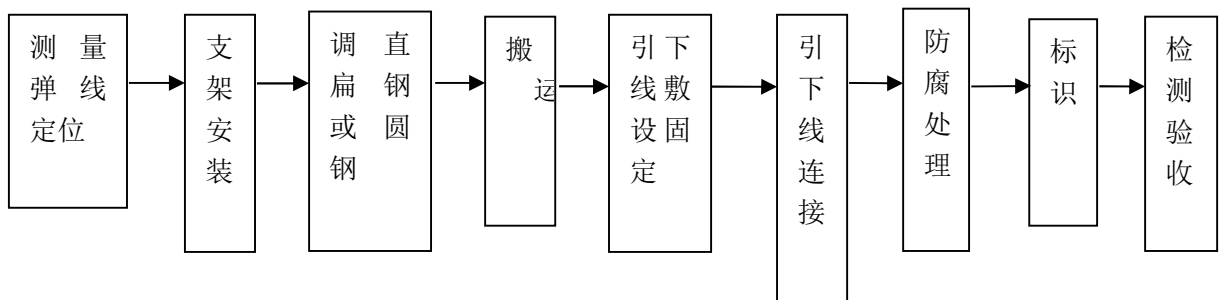 测量
弹线
定位
支
架
安
装
调直
扁钢
或圆
钢
搬
运
引下
线敷
设固
定
引
下
线
连
接
防
腐
处
理
标
识
检
测
验
收